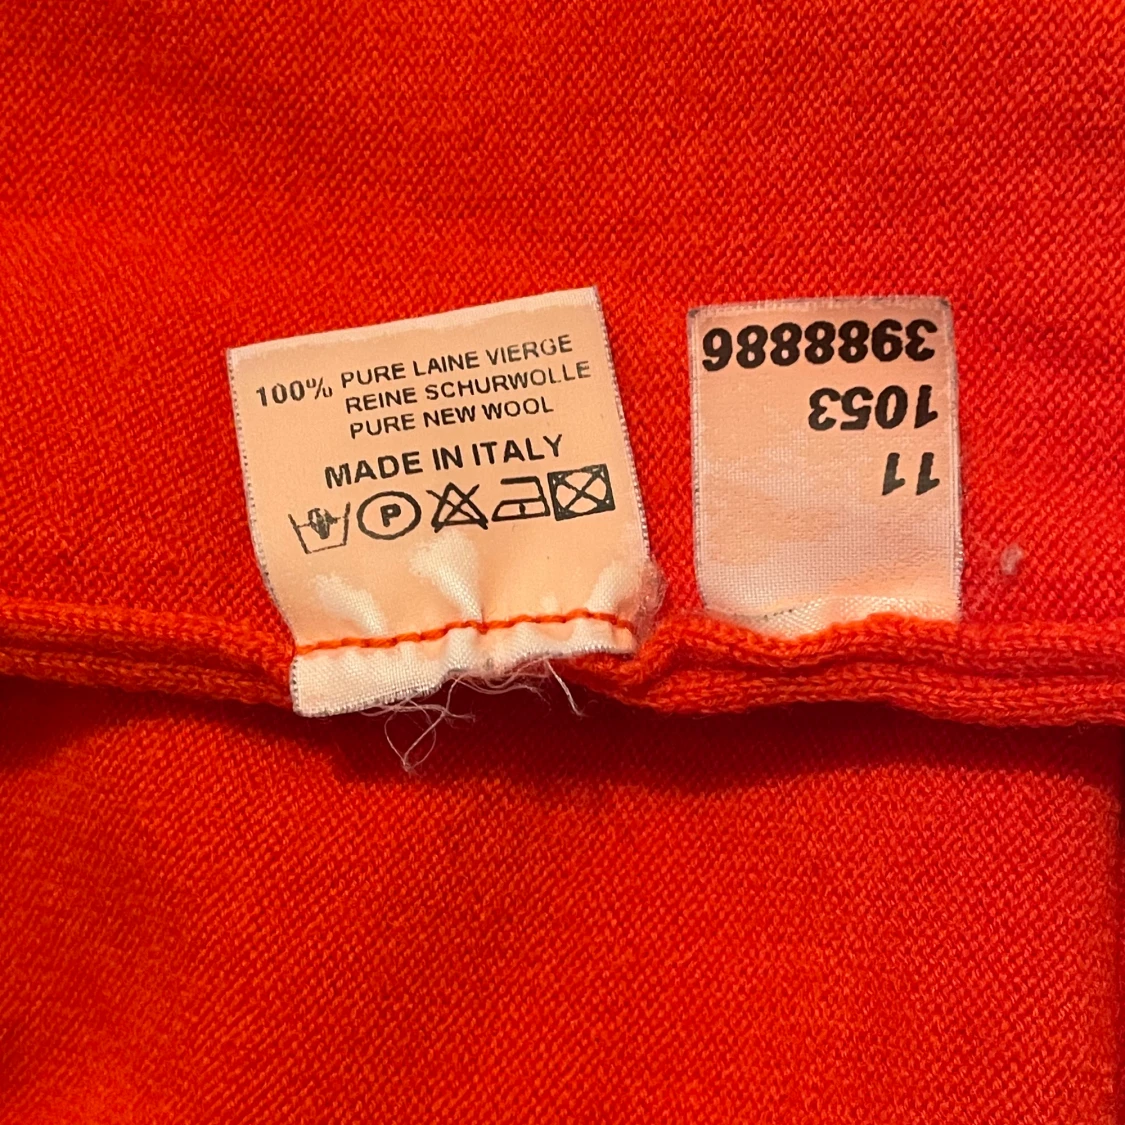 100% PURE LAINE VIERGE
REINE SCHURWOLLE
PURE NEW WOOL
MADE IN ITALY
P
11
1053
3988886